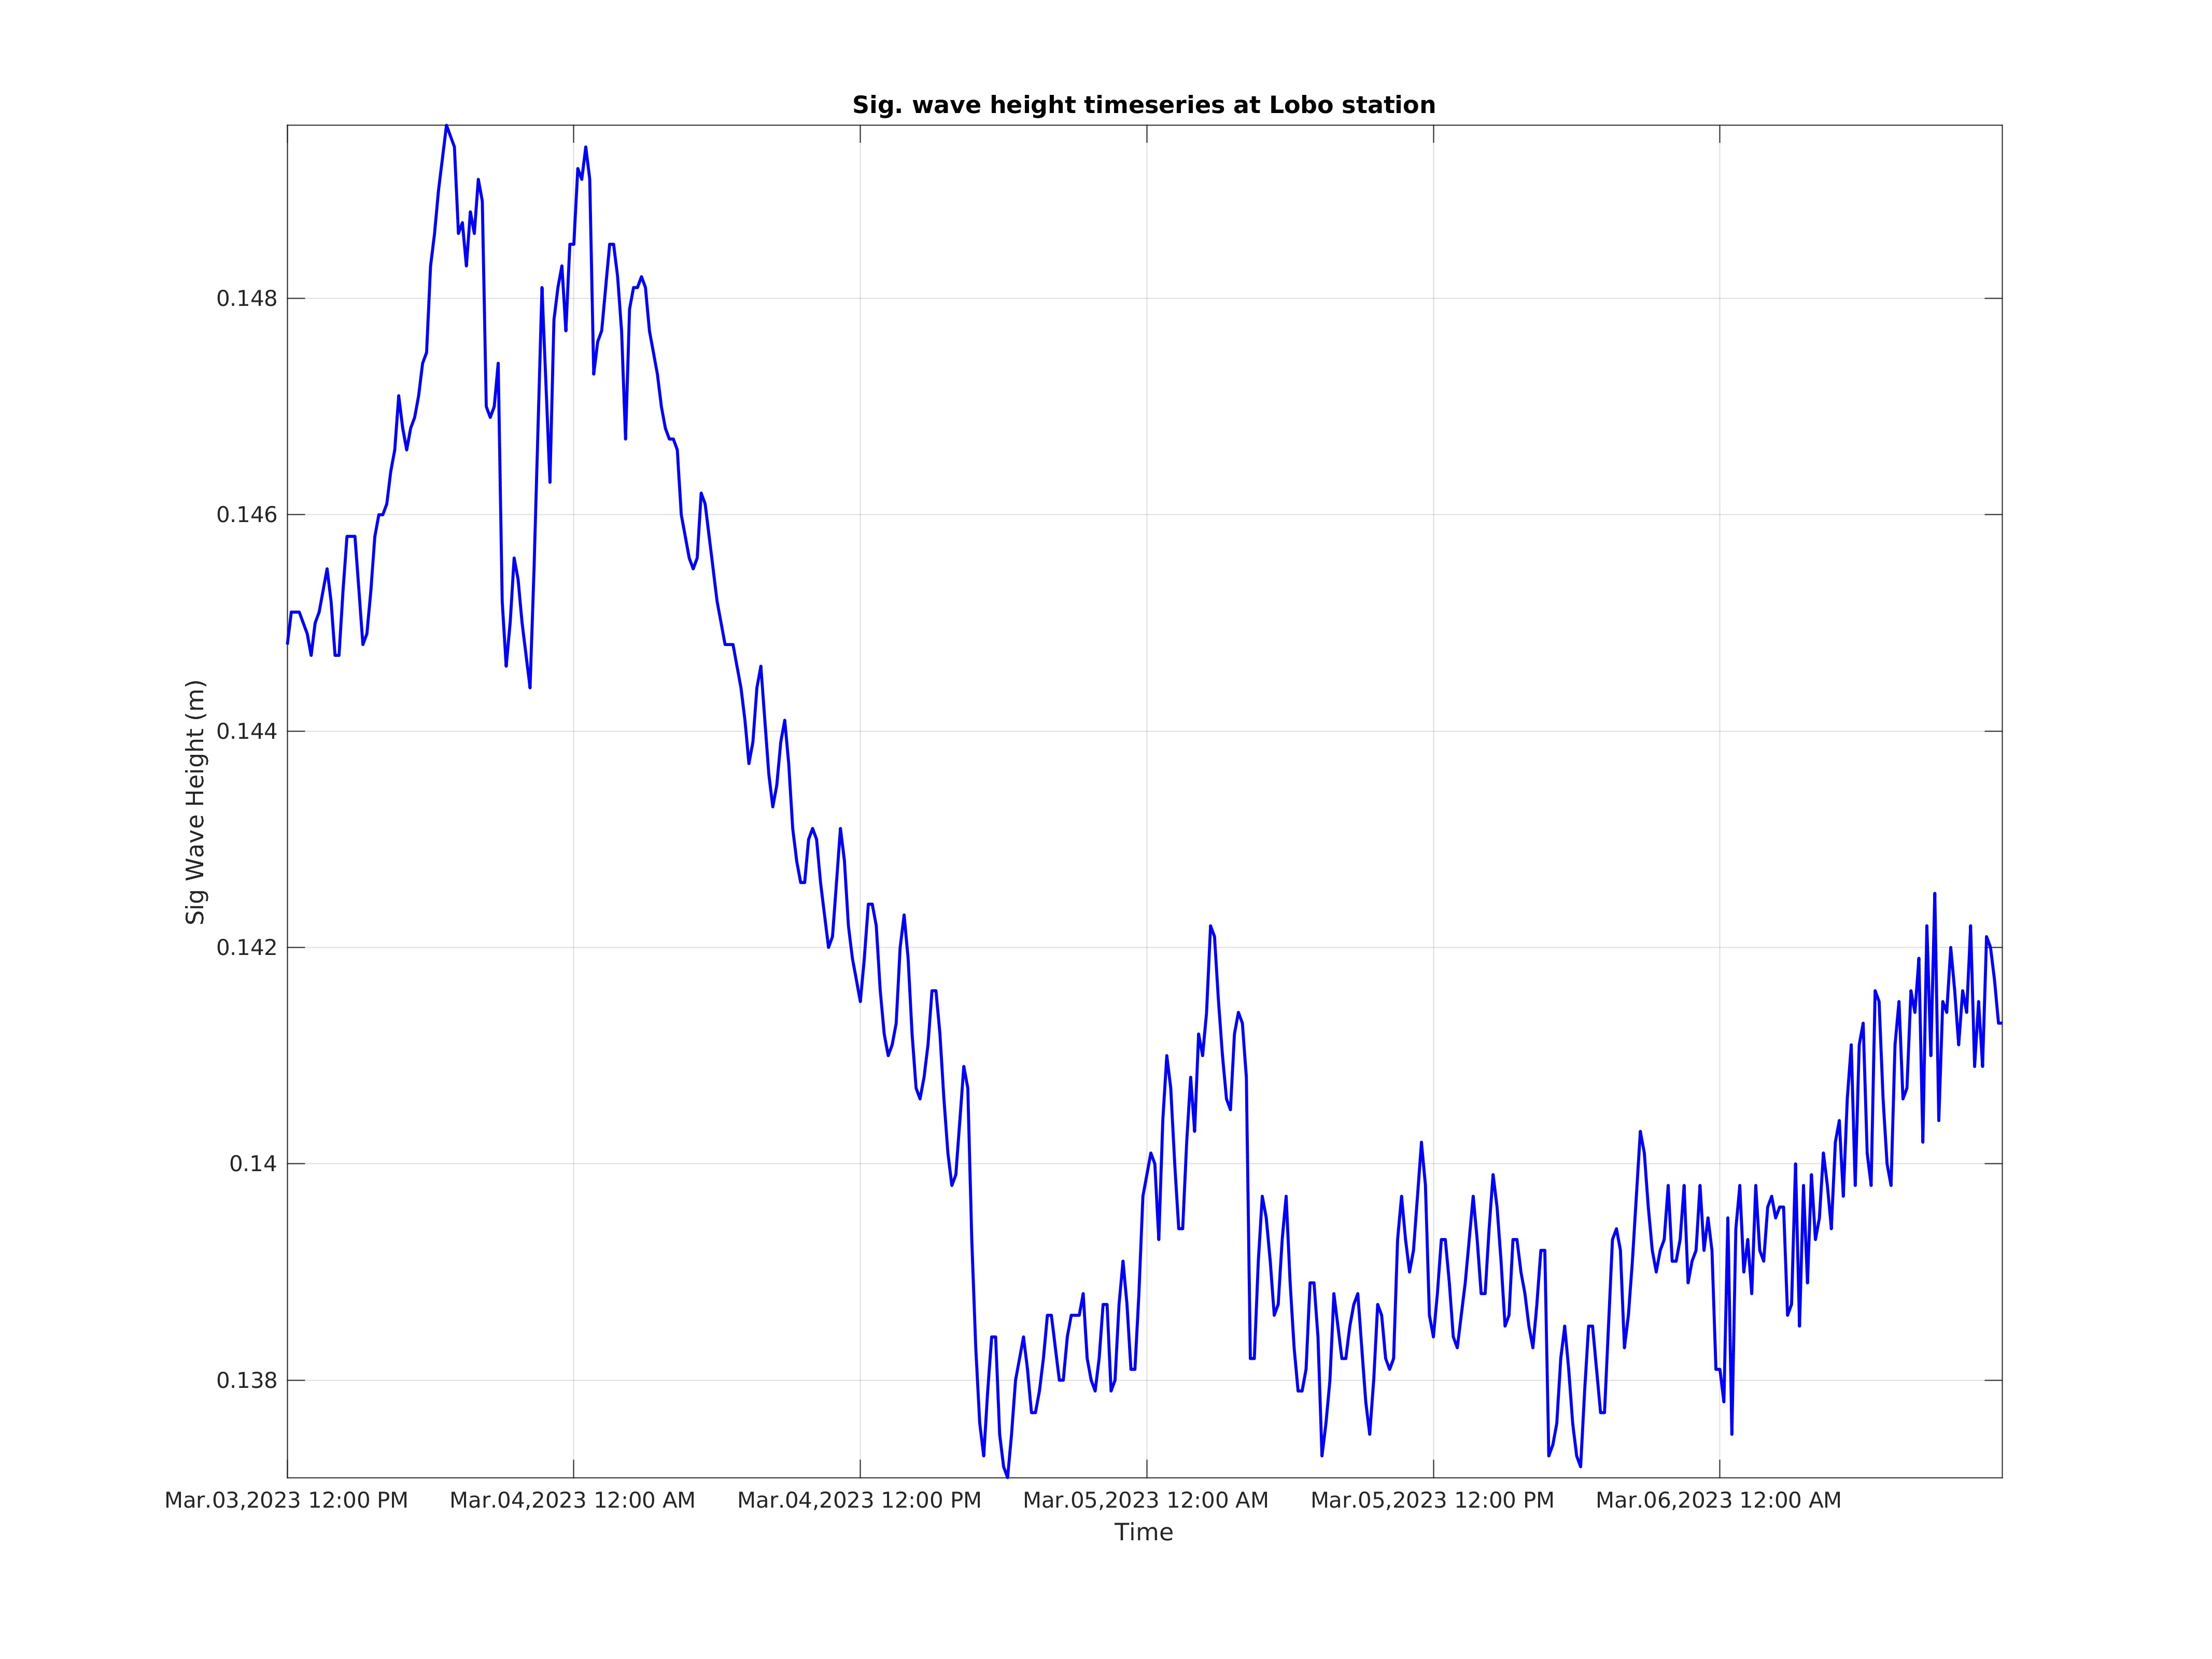 Sig. wave height timeseries at Lobo station
Sig Wave Height (m)
0.148
0.146
0.144
0.142
0.14
0.138
Mar.03,2023 12:00 PM
Mar.04,2023 12:00 AM
Mar.04,2023 12:00 PM
Mar.05,2023 12:00 AM
Mar.05,2023 12:00 PM
Mar.06,2023 12:00 AM
Time